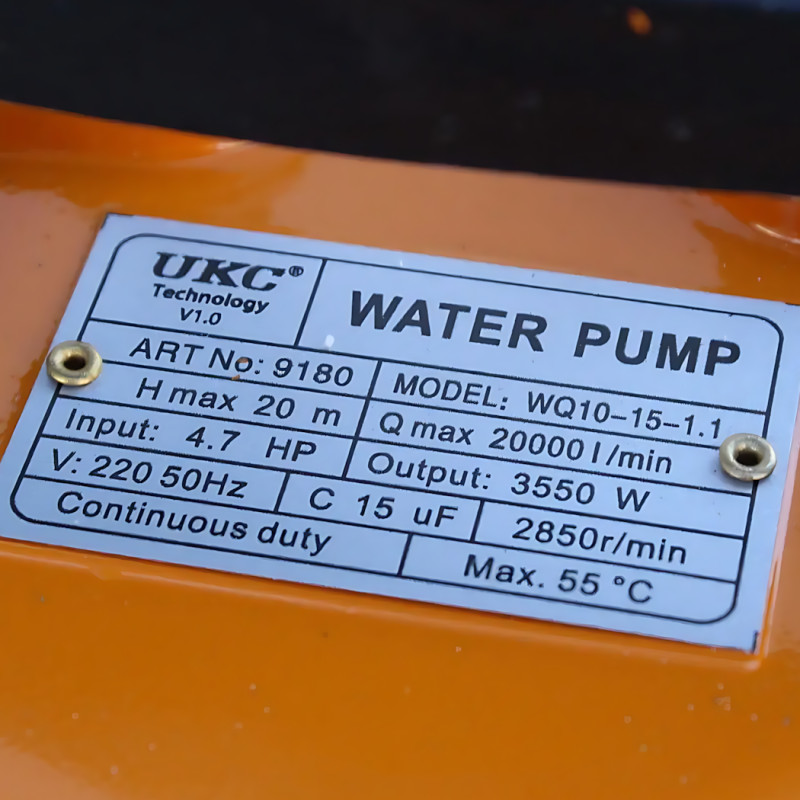 UKC®
Technology
V1.0
WATER PUMP
ART No: 9180
MODEL: WQ10-15-1.1
H max 20 m
Q max 20000 l/min
Input: 4.7 HP
Output: 3550 W
V: 220 50Hz
C 15 uF
2850r/min
Continuous duty
Max. 55 °C